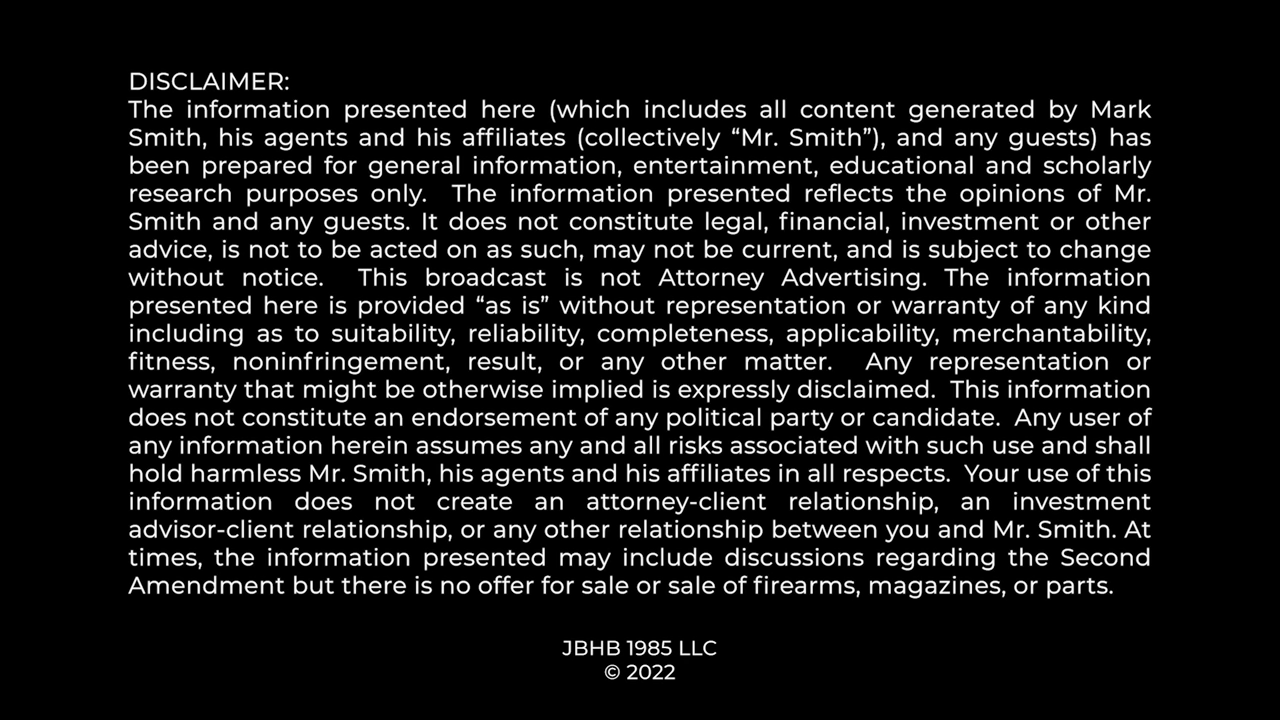 DISCLAIMER:
The information presented here (which includes all content generated by Mark
Smith, his agents and his affiliates (collectively “Mr. Smith”), and any guests) has
been prepared for general information, entertainment, educational and scholarly
research purposes only.  The information presented reflects the opinions of Mr.
Smith and any guests. It does not constitute legal, financial, investment or other
advice, is not to be acted on as such, may not be current, and is subject to change
without notice.  This broadcast is not Attorney Advertising. The information
presented here is provided “as is” without representation or warranty of any kind
including as to suitability, reliability, completeness, applicability, merchantability,
fitness, noninfringement, result, or any other matter.  Any representation or
warranty that might be otherwise implied is expressly disclaimed.  This information
does not constitute an endorsement of any political party or candidate.  Any user of
any information herein assumes any and all risks associated with such use and shall
hold harmless Mr. Smith, his agents and his affiliates in all respects.  Your use of this
information does not create an attorney-client relationship, an investment
advisor-client relationship, or any other relationship between you and Mr. Smith. At
times, the information presented may include discussions regarding the Second
Amendment but there is no offer for sale or sale of firearms, magazines, or parts.
JBHB 1985 LLC
© 2022